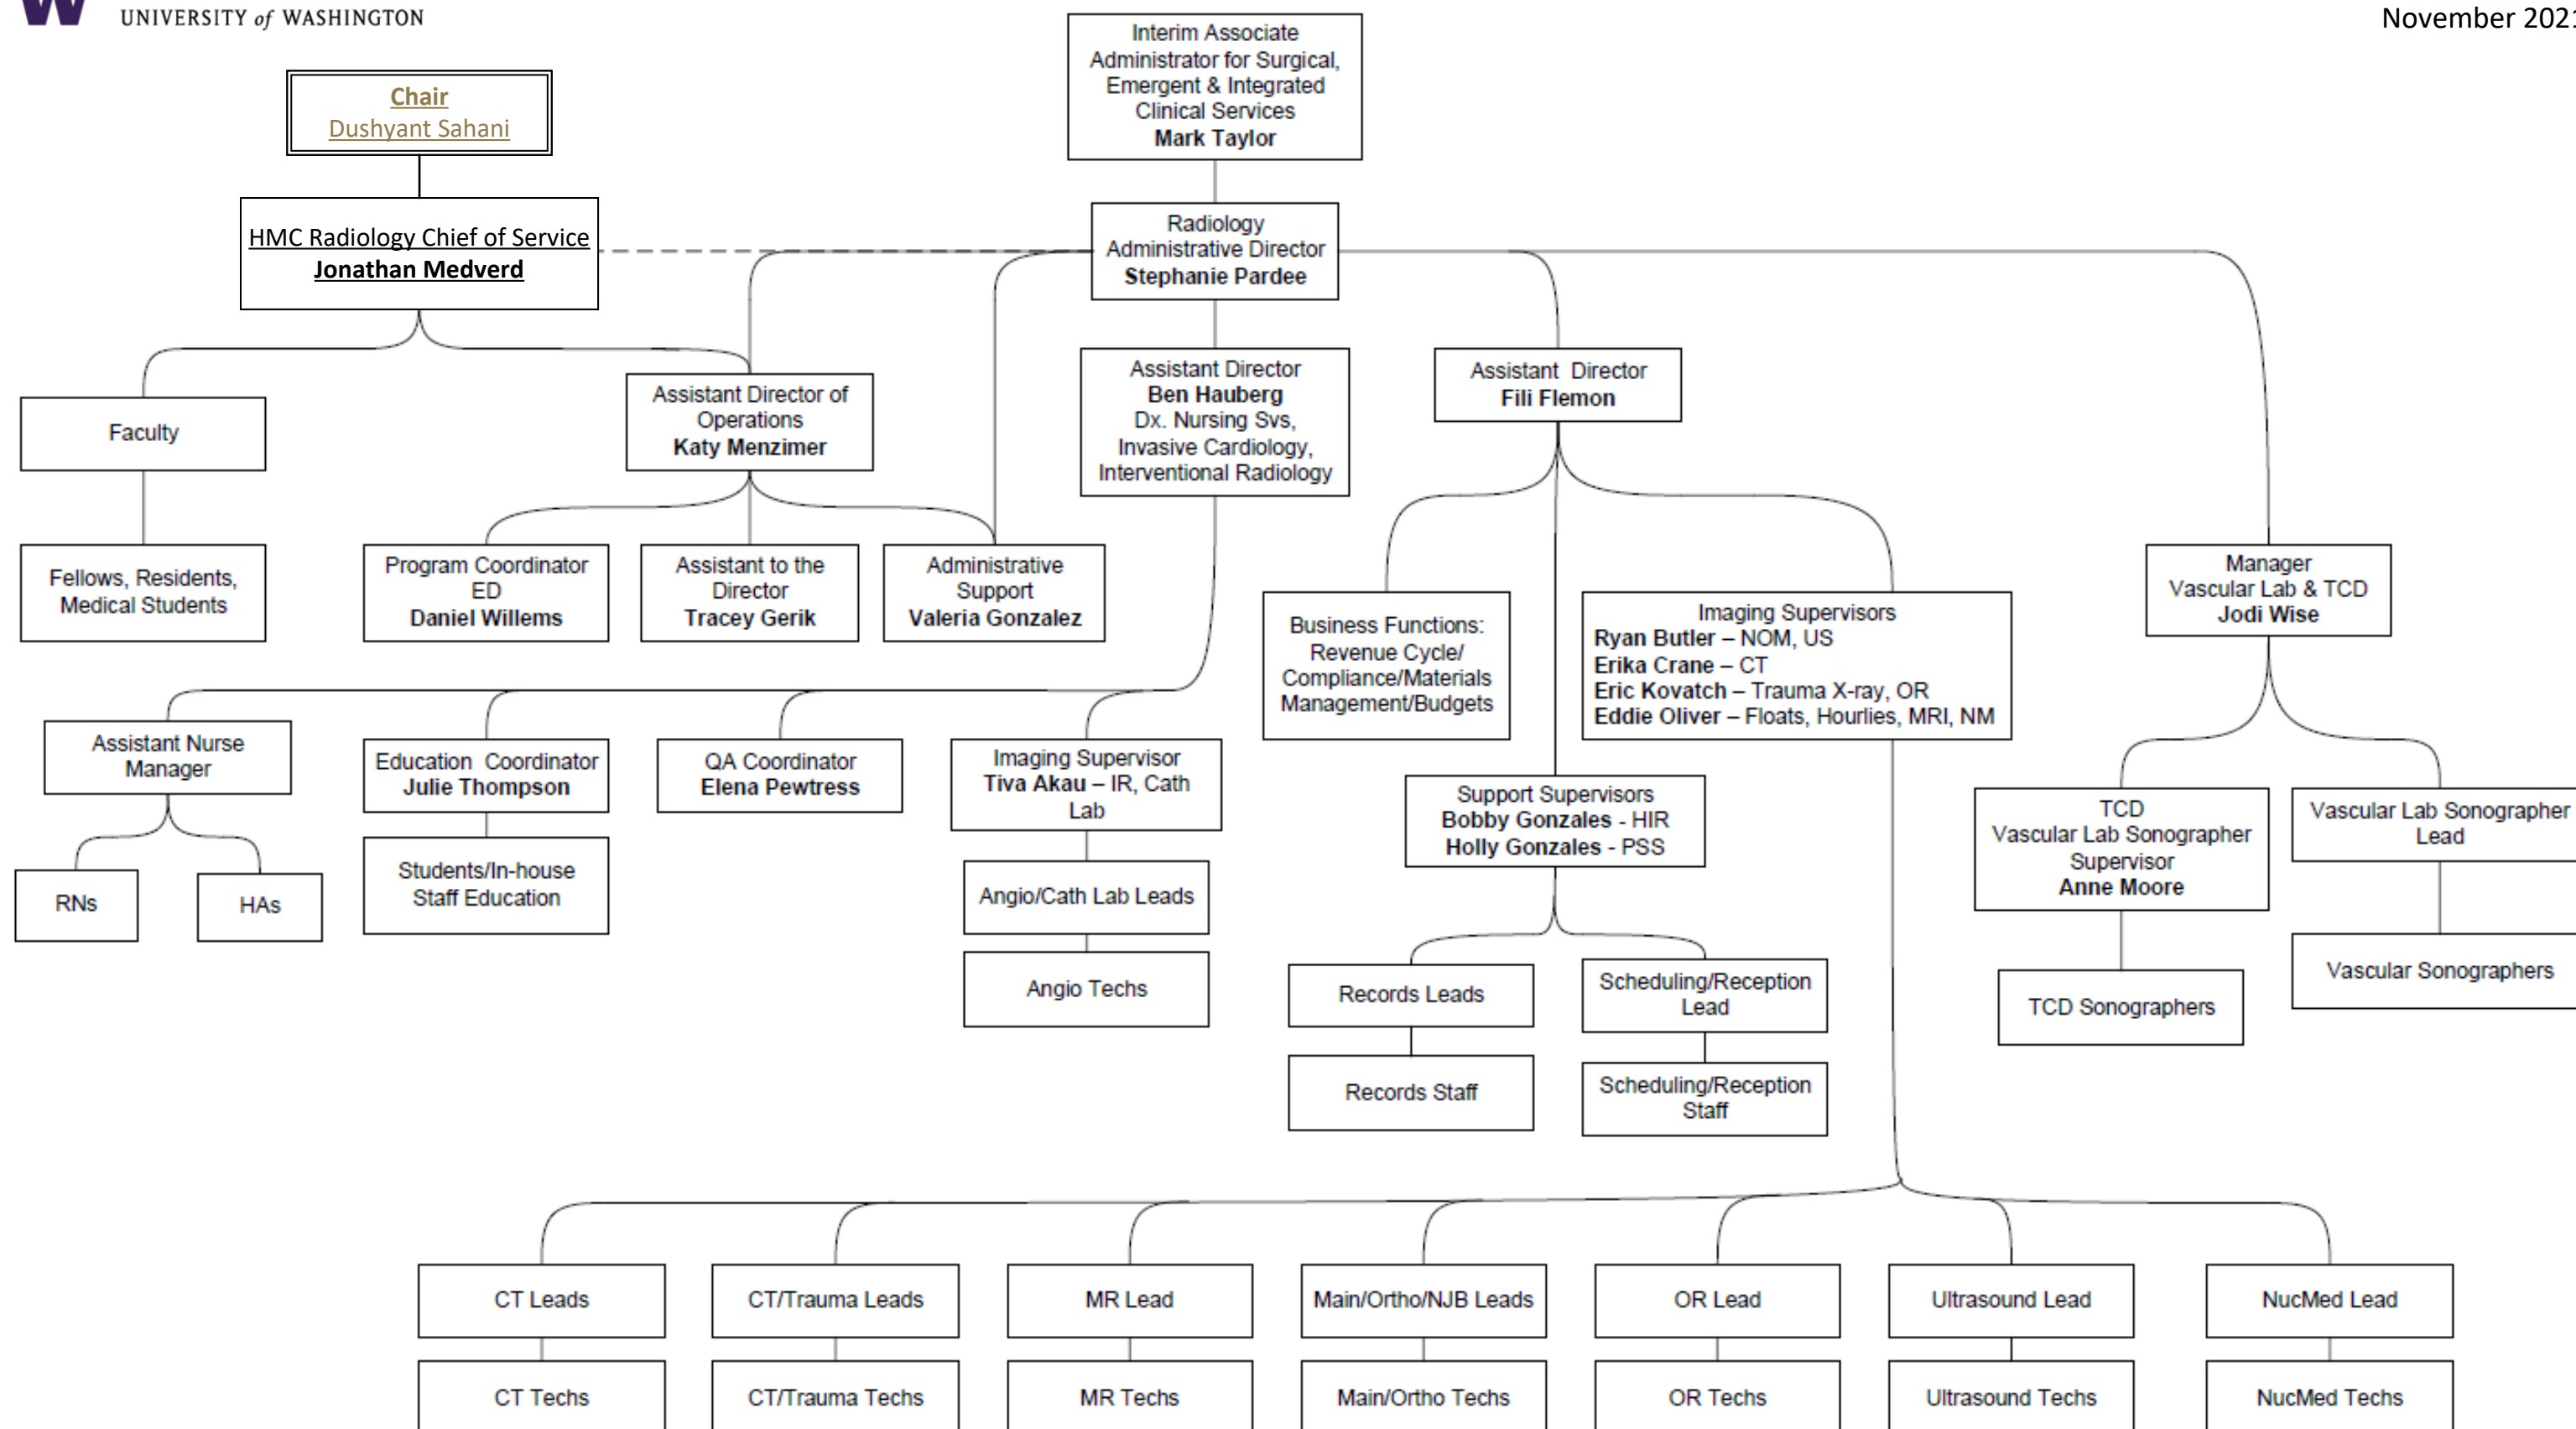 W
UNIVERSITY of WASHINGTON
November 2021
Interim Associate
Administrator for Surgical,
Emergent & Integrated
Clinical Services
Mark Taylor
Chair
Dushyant Sahani
HMC Radiology Chief of Service
Jonathan Medverd
Radiology
Administrative Director
Stephanie Pardee
Faculty
Assistant Director of
Operations
Katy Menzimer
Assistant Director
Ben Hauberg
Dx. Nursing Svs,
Invasive Cardiology,
Interventional Radiology
Assistant  Director
Fili Flemon
Fellows, Residents,
Medical Students
Program Coordinator
ED
Daniel Willems
Assistant to the
Director
Tracey Gerik
Administrative
Support
Valeria Gonzalez
Business Functions:
Revenue Cycle/
Compliance/Materials
Management/Budgets
Imaging Supervisors
Ryan Butler – NOM, US
Erika Crane – CT
Eric Kovatch – Trauma X-ray, OR
Eddie Oliver – Floats, Hourlies, MRI, NM
Manager
Vascular Lab & TCD
Jodi Wise
Assistant Nurse
Manager
Education  Coordinator
Julie Thompson
QA Coordinator
Elena Pewtress
Imaging Supervisor
Tiva Akau – IR, Cath
Lab
Support Supervisors
Bobby Gonzales - HIR
Holly Gonzales - PSS
TCD
Vascular Lab Sonographer
Supervisor
Anne Moore
Vascular Lab Sonographer
Lead
RNs
HAs
Students/In-house
Staff Education
Angio/Cath Lab Leads
Angio Techs
Records Leads
Scheduling/Reception
Lead
TCD Sonographers
Vascular Sonographers
Records Staff
Scheduling/Reception
Staff
CT Leads
CT/Trauma Leads
MR Lead
Main/Ortho/NJB Leads
OR Lead
Ultrasound Lead
NucMed Lead
CT Techs
CT/Trauma Techs
MR Techs
Main/Ortho Techs
OR Techs
Ultrasound Techs
NucMed Techs